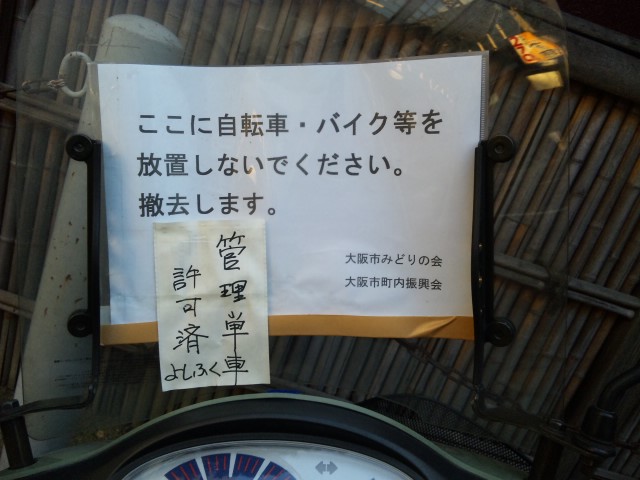 ここに自転車・バイク等を
放置しないでください。
撤去します。
大阪市みどりの会
大阪市町内振興会
管理単車
許可済
よしふく